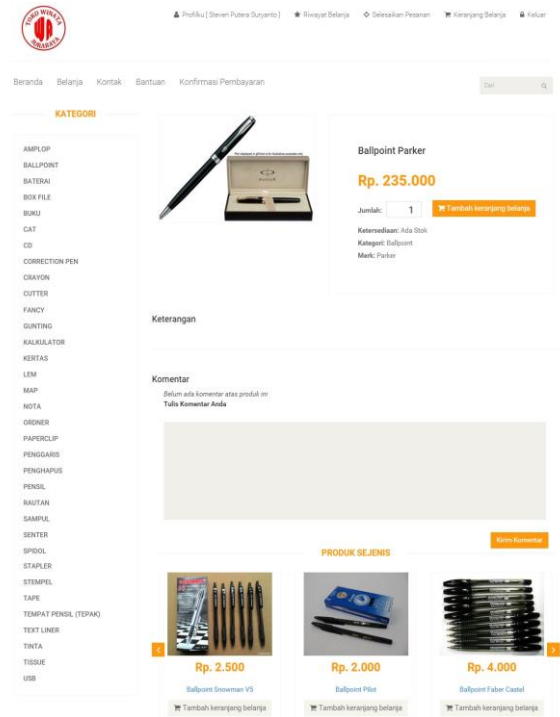 TOKO WINATA
SURABAYA
Profilku [ Steven Putera Suryanto ]
Riwayat Belanja
Selesaikan Pesanan
Keranjang Belanja
Keluar
Beranda
Belanja
Kontak
Bantuan
Konfirmasi Pembayaran
Cari
KATEGORI
AMPLOP
BALLPOINT
BATERAI
BOX FILE
BUKU
CAT
CD
CORRECTION PEN
CRAYON
CUTTER
FANCY
GUNTING
KALKULATOR
KERTAS
LEM
MAP
NOTA
ORDNER
PAPERCLIP
PENGGARIS
PENGHAPUS
PENSIL
RAUTAN
SAMPUL
SENTER
SPIDOL
STAPLER
STEMPEL
TAPE
TEMPAT PENSIL (TEPAK)
TEXT LINER
TINTA
TISSUE
USB
Ballpoint Parker
Rp. 235.000
Jumlah: 1 Tambah keranjang belanja
Ketersediaan: Ada Stok
Kategori: Ballpoint
Merk: Parker
Keterangan
Komentar
Belum ada komentar atas produk ini
Tulis Komentar Anda
Kirim Komentar
PRODUK SEJENIS
Rp. 2.500
Ballpoint Snowman V5
Tambah keranjang belanja
Rp. 2.000
Ballpoint Pilot
Tambah keranjang belanja
Rp. 4.000
Ballpoint Faber Castel
Tambah keranjang belanja